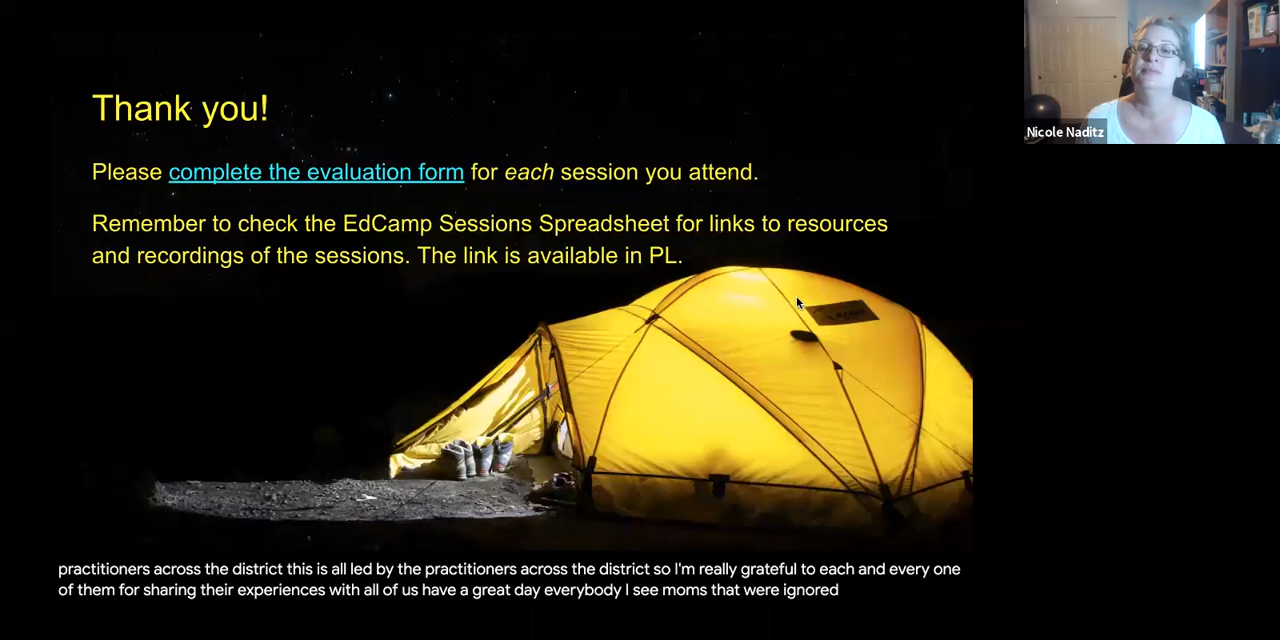 Thank you!
Please complete the evaluation form for each session you attend.
Remember to check the EdCamp Sessions Spreadsheet for links to resources
and recordings of the sessions. The link is available in PL.
Nicole Naditz
practitioners across the district this is all led by the practitioners across the district so I'm really grateful to each and every one
of them for sharing their experiences with all of us have a great day everybody I see moms that were ignored